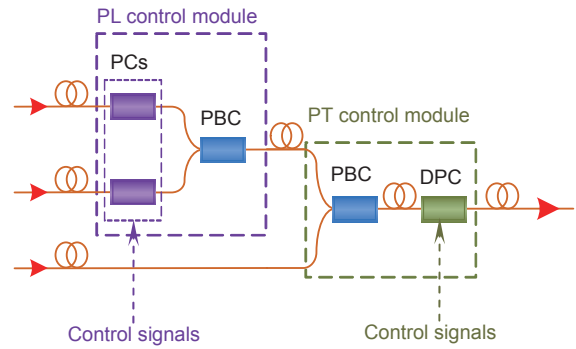 PL control module
PCs
PBC
PT control module
PBC
DPC
Control signals
Control signals